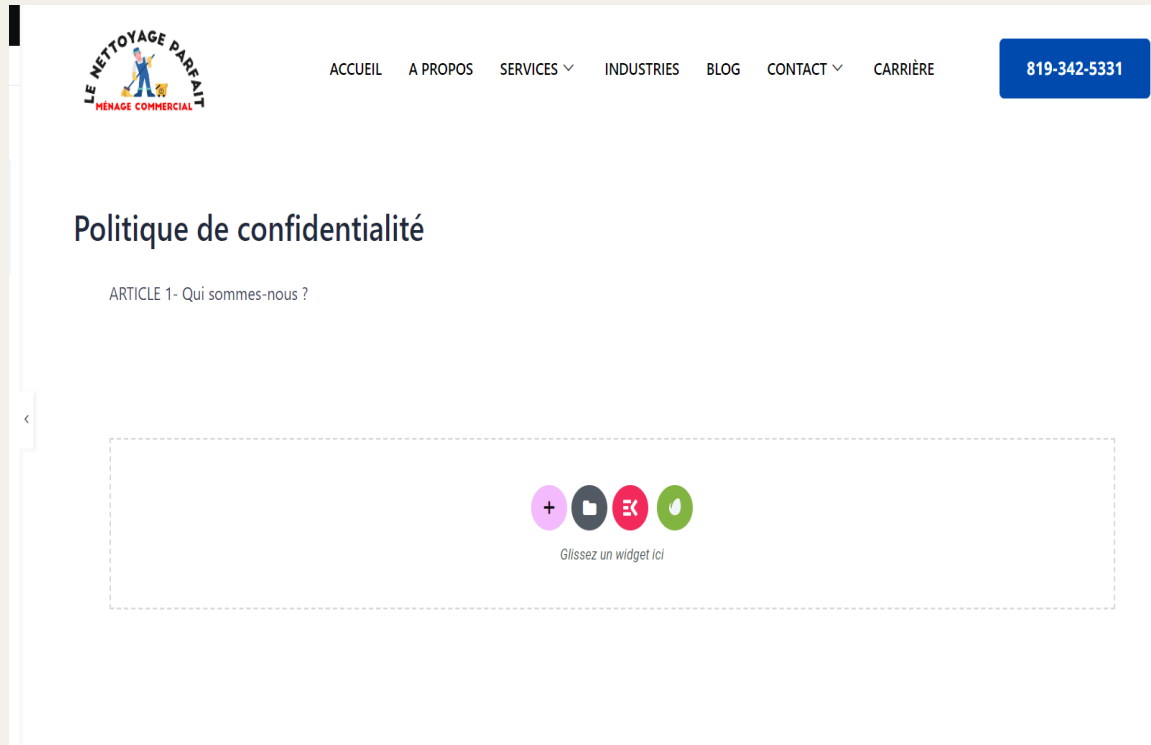 LE NETTOYAGE PARFAIT
MÉNAGE COMMERCIAL
ACCUEIL A PROPOS SERVICES INDUSTRIES BLOG CONTACT CARRIÈRE 819-342-5331
Politique de confidentialité
ARTICLE 1- Qui sommes-nous ?
Glissez un widget ici